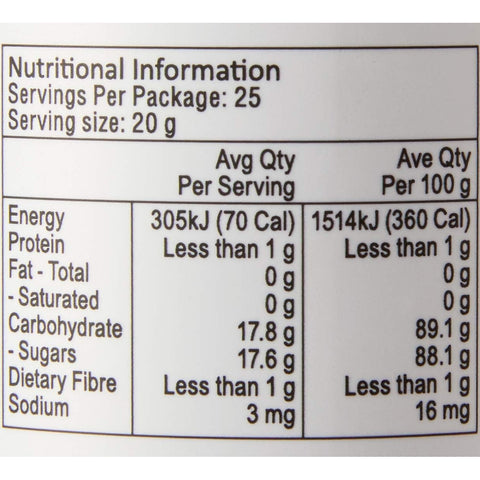 Nutritional Information
Servings Per Package: 25
Serving size: 20 g
Avg Qty Per Serving Ave Qty Per 100 g
Energy 305kJ (70 Cal) 1514kJ (360 Cal)
Protein Less than 1 g Less than 1 g
Fat - Total 0 g 0 g
- Saturated 0 g 0 g
Carbohydrate 17.8 g 89.1 g
- Sugars 17.6 g 88.1 g
Dietary Fibre Less than 1 g Less than 1 g
Sodium 3 mg 16 mg